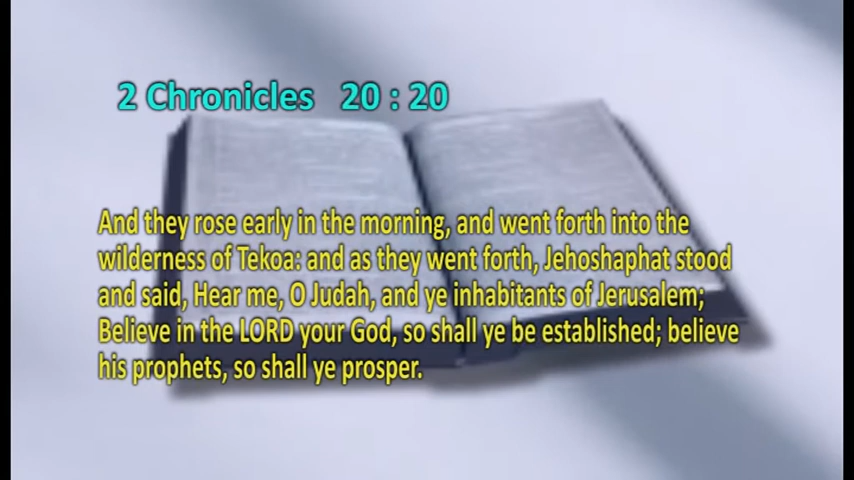 2 Chronicles 20 : 20
And they rose early in the morning, and went forth into the
wilderness of Tekoa: and as they went forth, Jehoshaphat stood
and said, Hear me, O Judah, and ye inhabitants of Jerusalem;
Believe in the LORD your God, so shall ye be established; believe
his prophets, so shall ye prosper.